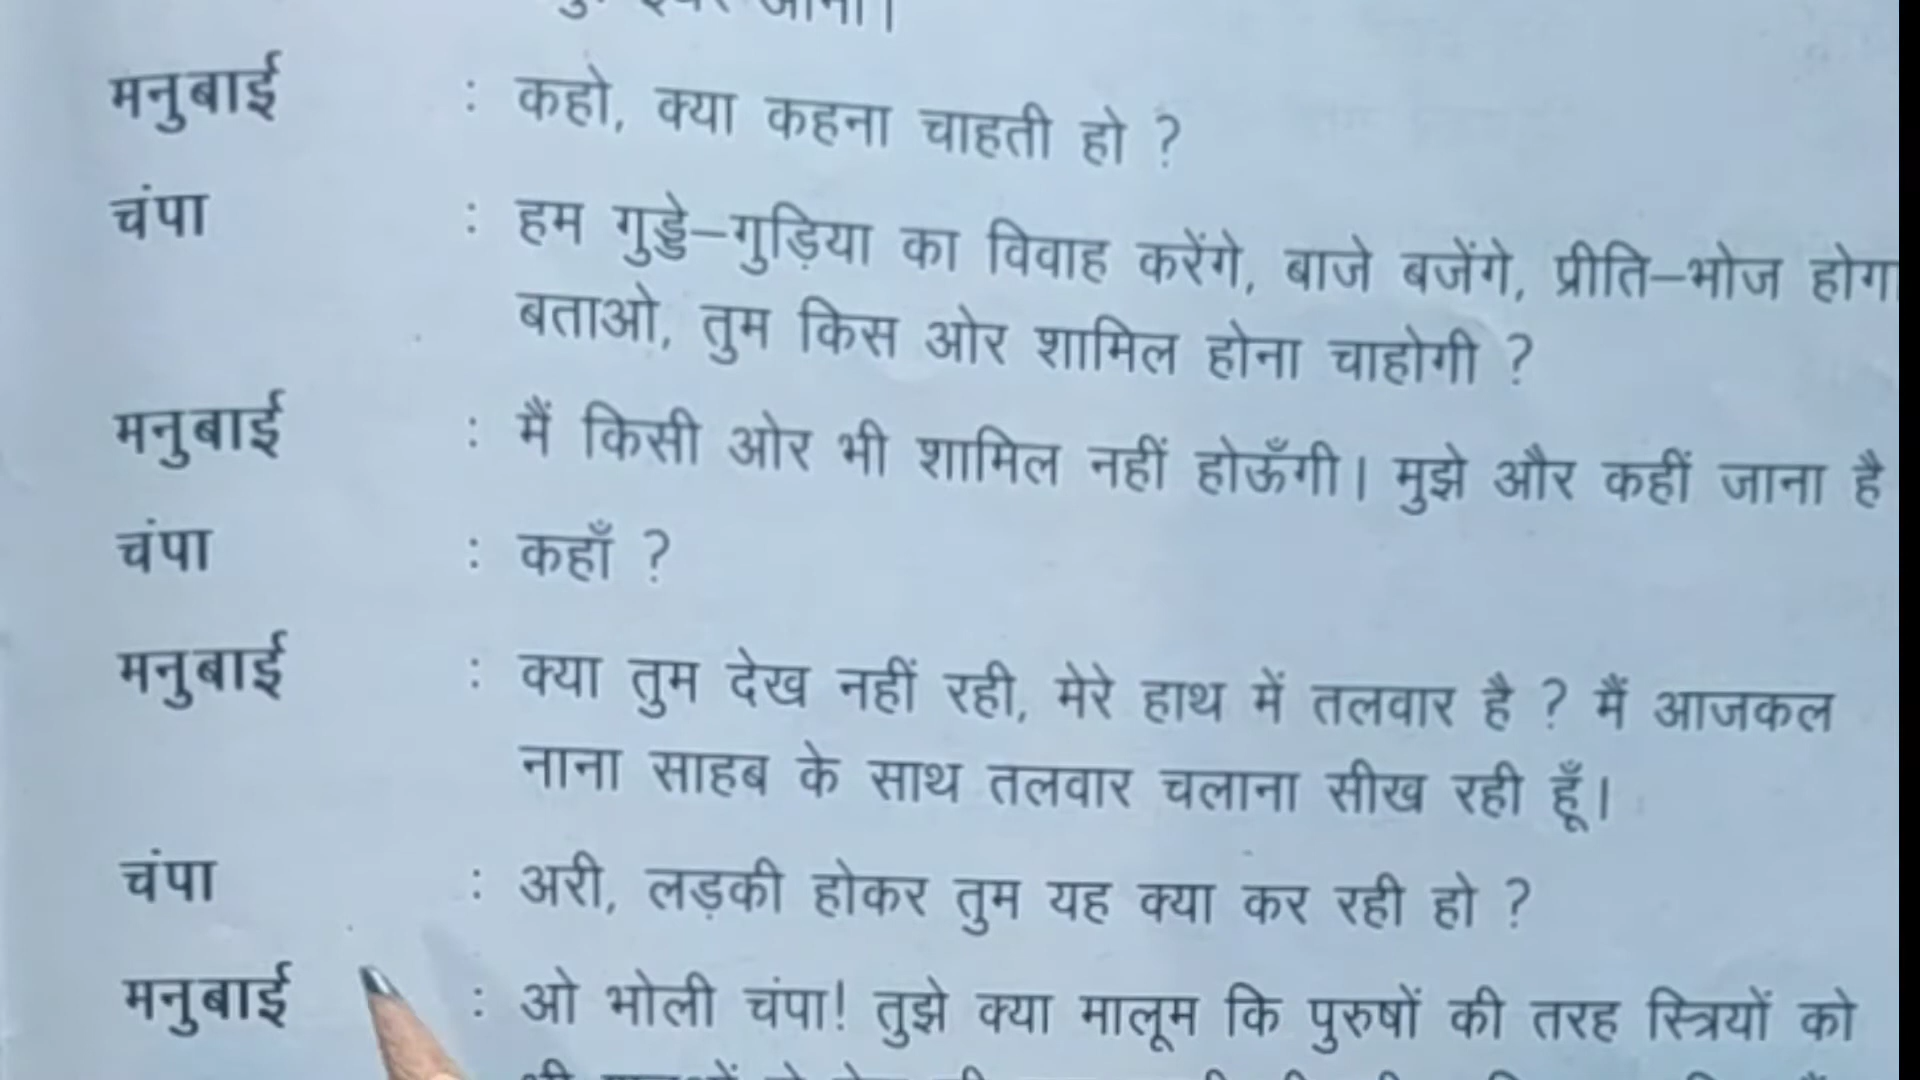 जाना।
मनुबाई : कहो, क्या कहना चाहती हो ?
चंपा : हम गुड्डे–गुड़िया का विवाह करेंगे, बाजे बजेंगे, प्रीति–भोज होगा
बताओ, तुम किस ओर शामिल होना चाहोगी ?
मनुबाई : मैं किसी ओर भी शामिल नहीं होऊँगी। मुझे और कहीं जाना है
चंपा : कहाँ ?
मनुबाई : क्या तुम देख नहीं रही, मेरे हाथ में तलवार है ? मैं आजकल
नाना साहब के साथ तलवार चलाना सीख रही हूँ।
चंपा : अरी, लड़की होकर तुम यह क्या कर रही हो ?
मनुबाई : ओ भोली चंपा! तुझे क्या मालूम कि पुरुषों की तरह स्त्रियों को